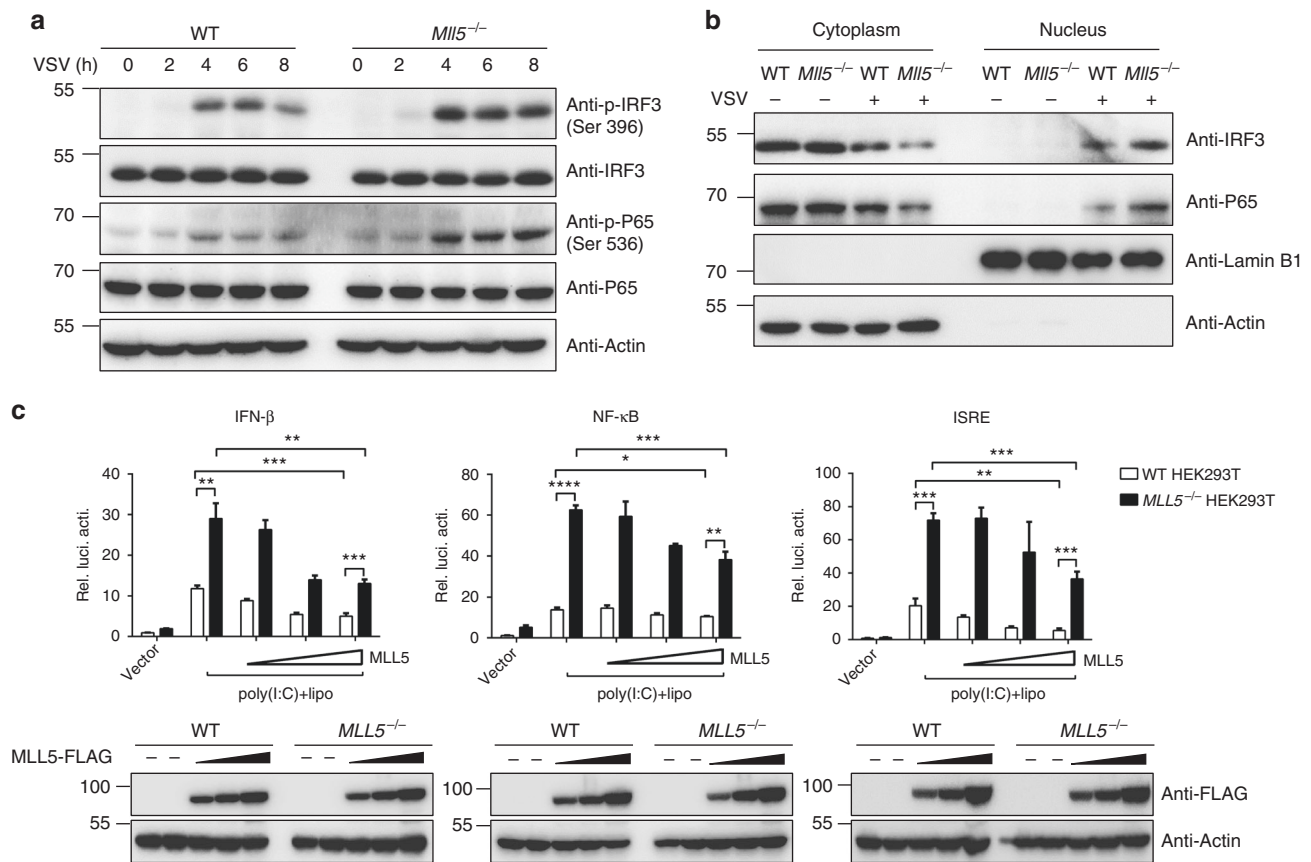 a
WT
Mll5–/–
VSV (h) 0 2 4 6 8 0 2 4 6 8
55
Anti-p-IRF3
(Ser 396)
55
Anti-IRF3
70
Anti-p-P65
(Ser 536)
70
Anti-P65
55
Anti-Actin
b
Cytoplasm
Nucleus
WT Mll5–/– WT Mll5–/– WT Mll5–/– WT Mll5–/–
VSV – – + + – – + +
55
Anti-IRF3
70
Anti-P65
70
Anti-Lamin B1
55
Anti-Actin
c
IFN-β
Rel. luci. acti.
40
30
20
10
0
**
***
**
***
Vector
MLL5
poly(I:C)+lipo
NF-κB
Rel. luci. acti.
80
60
40
20
0
***
*
****
**
Vector
MLL5
poly(I:C)+lipo
ISRE
Rel. luci. acti.
100
80
60
40
20
0
***
**
***
***
Vector
MLL5
poly(I:C)+lipo
WT HEK293T
MLL5–/– HEK293T
WT MLL5–/– WT MLL5–/– WT MLL5–/–
MLL5-FLAG – – – – – – – – – – – –
100 100 100 Anti-FLAG
55 55 55 Anti-Actin